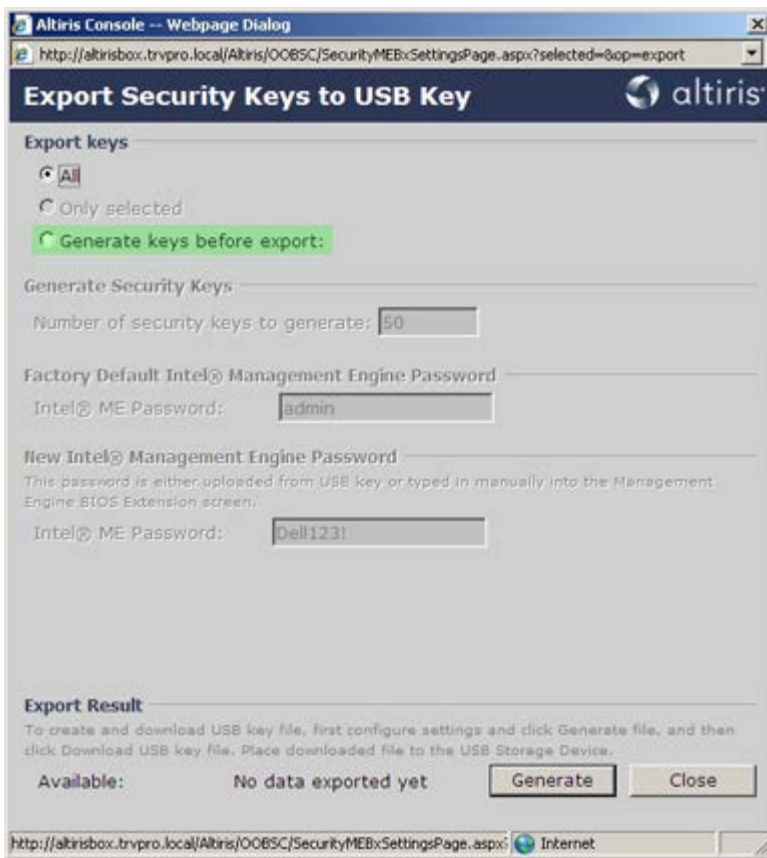 Altiris Console -- Webpage Dialog
http://altirisbox.trvpro.local/Altiris/OOBSC/SecurityMEBxSettingsPage.aspx?selected=&op=export
Export Security Keys to USB Key
altiris
Export keys
All
Only selected
Generate keys before export:
Generate Security Keys
Number of security keys to generate: 50
Factory Default Intel® Management Engine Password
Intel® ME Password: admin
New Intel® Management Engine Password
This password is either uploaded from USB key or typed in manually into the Management
Engine BIOS Extension screen.
Intel® ME Password: Dell123!
Export Result
To create and download USB key file, first configure settings and click Generate file, and then
click Download USB key file. Place downloaded file to the USB Storage Device.
Available: No data exported yet Generate Close
http://altirisbox.trvpro.local/Altiris/OOBSC/SecurityMEBxSettingsPage.aspx? Internet